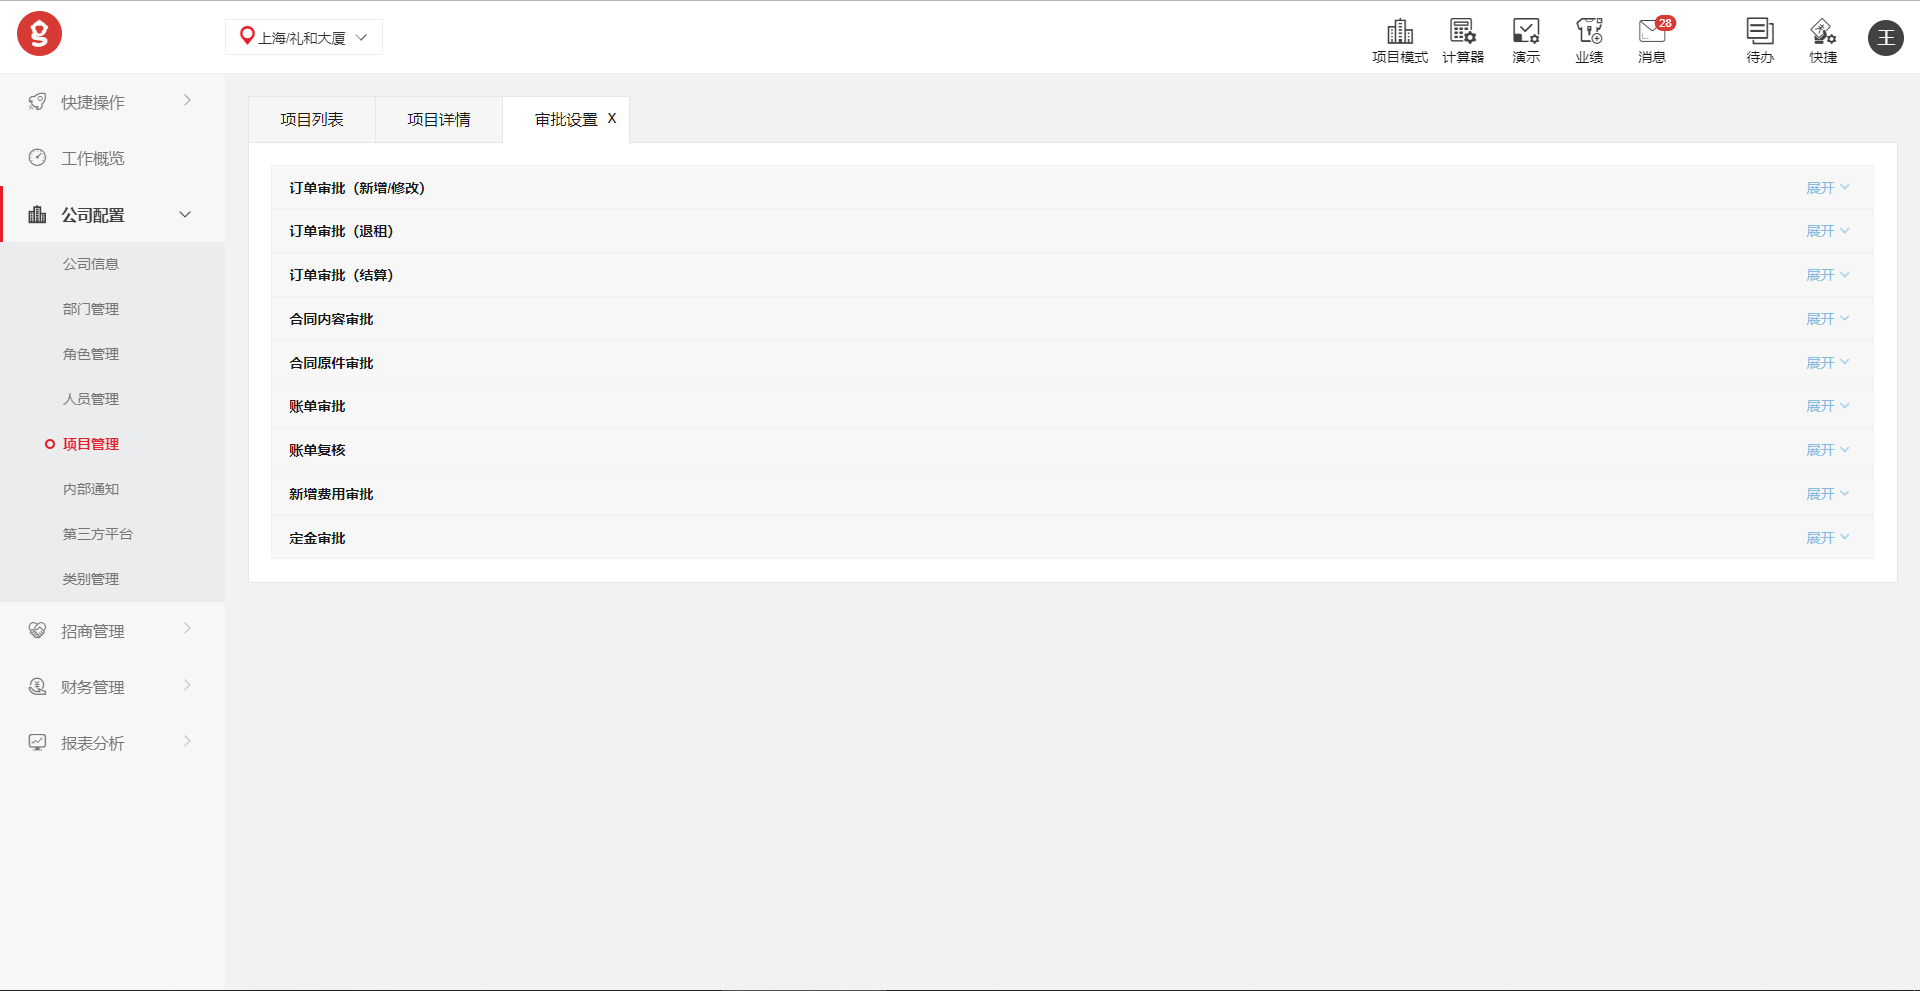 g
上海/礼和大厦
项目模式
计算器
演示
业绩
28
消息
待办
快捷
王
快捷操作
工作概览
公司配置
公司信息
部门管理
角色管理
人员管理
项目管理
内部通知
第三方平台
类别管理
招商管理
财务管理
报表分析
项目列表
项目详情
审批设置 X
订单审批（新增/修改） 展开
订单审批（退租） 展开
订单审批（结算） 展开
合同内容审批 展开
合同原件审批 展开
账单审批 展开
账单复核 展开
新增费用审批 展开
定金审批 展开